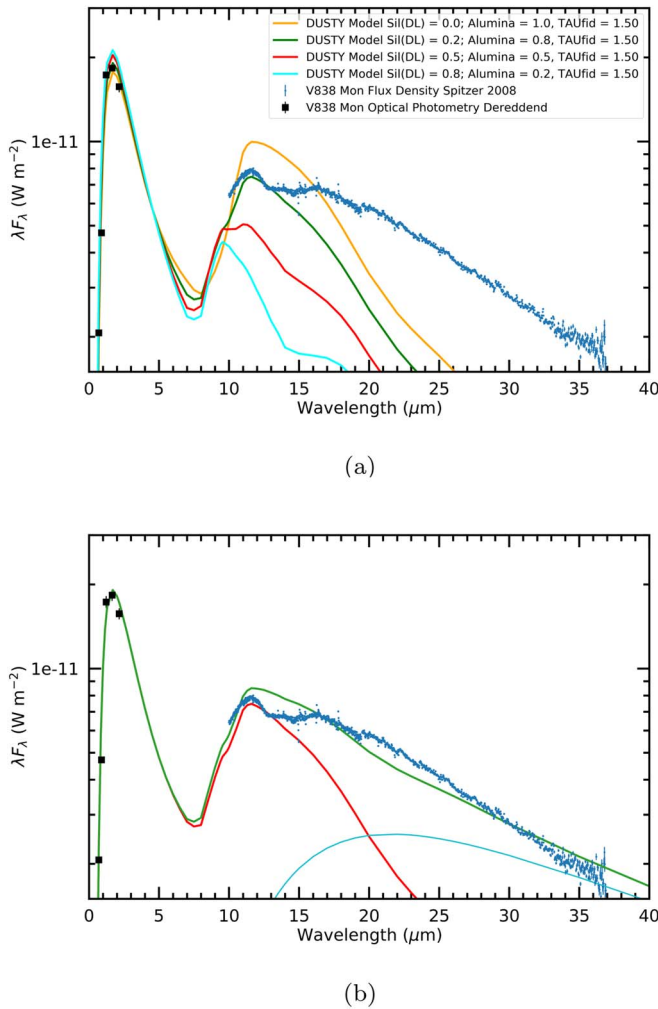 DUSTY Model Sil(DL) = 0.0; Alumina = 1.0, TAUfid = 1.50
DUSTY Model Sil(DL) = 0.2; Alumina = 0.8, TAUfid = 1.50
DUSTY Model Sil(DL) = 0.5; Alumina = 0.5, TAUfid = 1.50
DUSTY Model Sil(DL) = 0.8; Alumina = 0.2, TAUfid = 1.50
V838 Mon Flux Density Spitzer 2008
V838 Mon Optical Photometry Dereddend
1e-11
λFλ (W m−2)
0 5 10 15 20 25 30 35 40
Wavelength (μm)
(a)
1e-11
λFλ (W m−2)
0 5 10 15 20 25 30 35 40
Wavelength (μm)
(b)